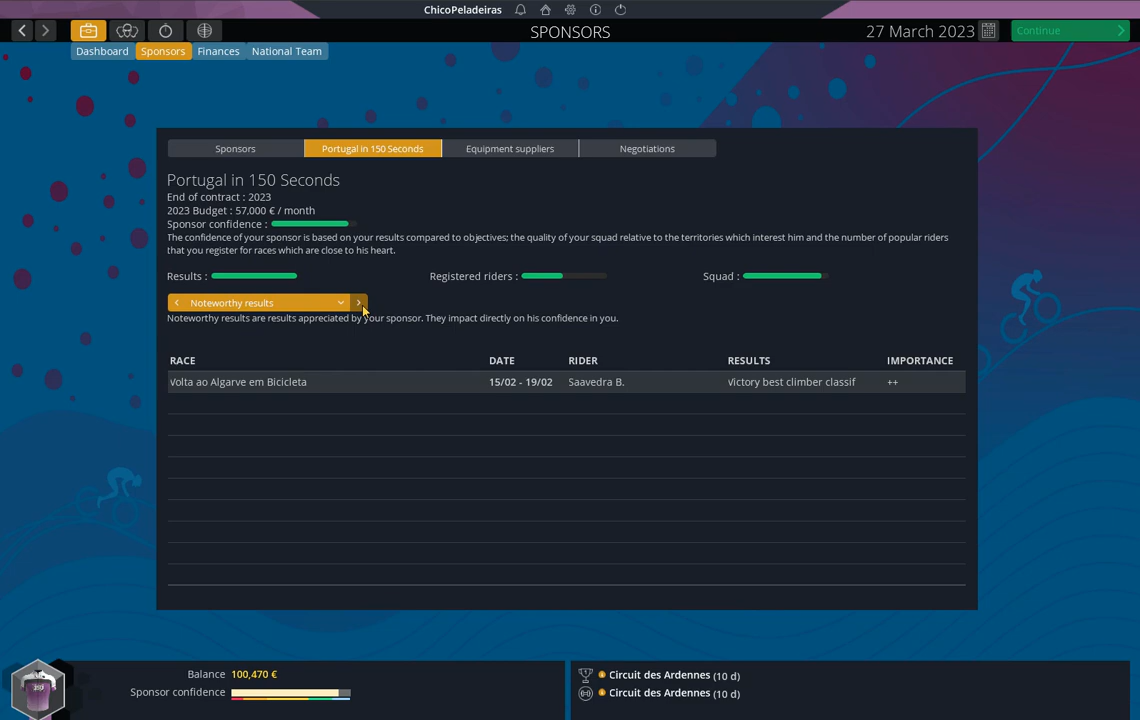 ChicoPeladeiras
SPONSORS
27 March 2023
Continue
Dashboard
Sponsors
Finances
National Team
Sponsors
Portugal in 150 Seconds
Equipment suppliers
Negotiations
Portugal in 150 Seconds
End of contract : 2023
2023 Budget : 57,000 € / month
Sponsor confidence :
The confidence of your sponsor is based on your results compared to objectives; the quality of your squad relative to the territories which interest him and the number of popular riders
that you register for races which are close to his heart.
Results :
Registered riders :
Squad :
Noteworthy results
Noteworthy results are results appreciated by your sponsor. They impact directly on his confidence in you.
RACE DATE RIDER RESULTS IMPORTANCE
Volta ao Algarve em Bicicleta 15/02 - 19/02 Saavedra B. Victory best climber classif ++
Balance 100,470 €
Sponsor confidence
Circuit des Ardennes (10 d)
Circuit des Ardennes (10 d)